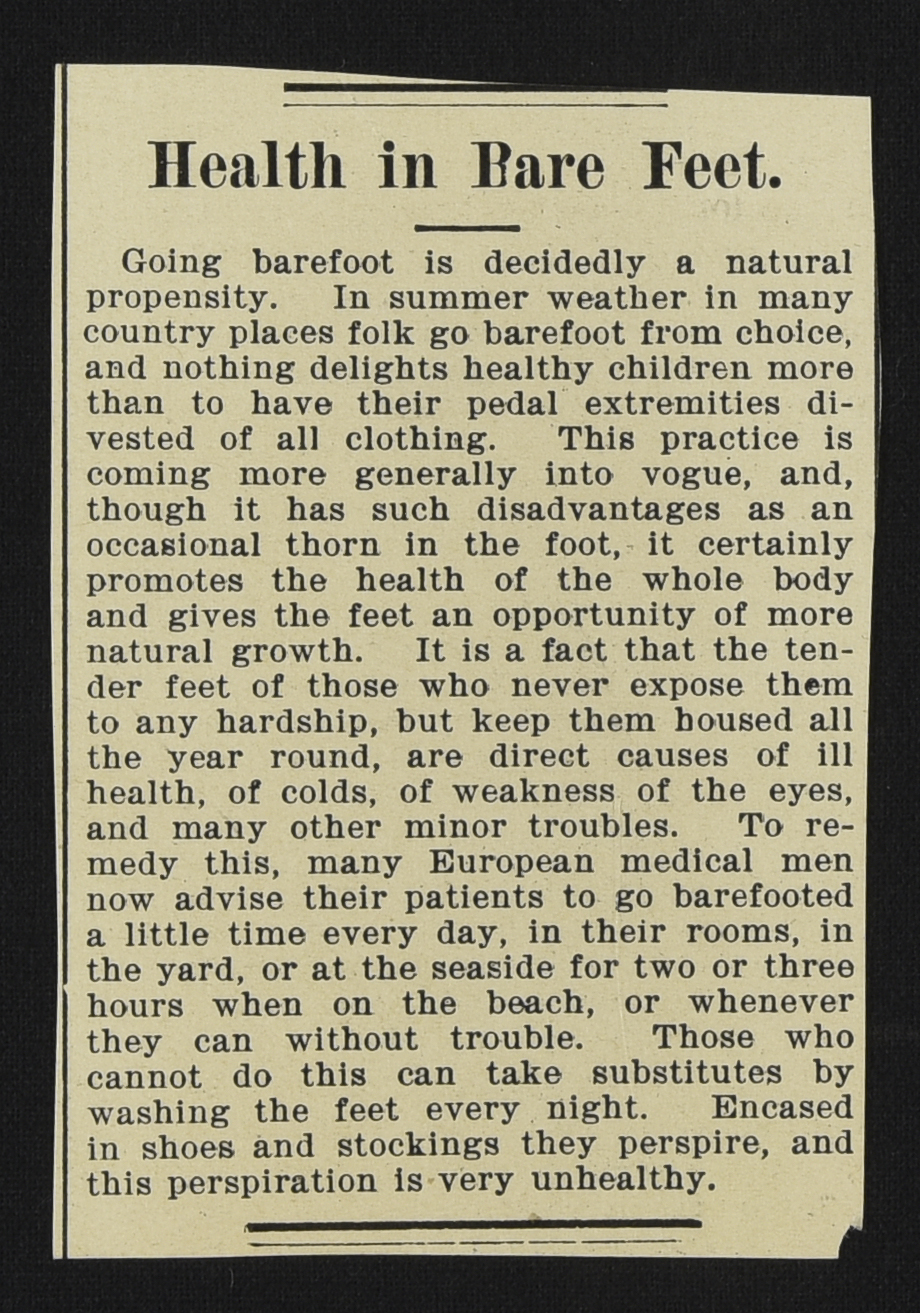 Health in Bare Feet.
Going barefoot is decidedly a natural
propensity. In summer weather in many
country places folk go barefoot from choice,
and nothing delights healthy children more
than to have their pedal extremities di-
vested of all clothing. This practice is
coming more generally into vogue, and,
though it has such disadvantages as an
occasional thorn in the foot, it certainly
promotes the health of the whole body
and gives the feet an opportunity of more
natural growth. It is a fact that the ten-
der feet of those who never expose them
to any hardship, but keep them housed all
the year round, are direct causes of ill
health, of colds, of weakness of the eyes,
and many other minor troubles. To re-
medy this, many European medical men
now advise their patients to go barefooted
a little time every day, in their rooms, in
the yard, or at the seaside for two or three
hours when on the beach, or whenever
they can without trouble. Those who
cannot do this can take substitutes by
washing the feet every night. Encased
in shoes and stockings they perspire, and
this perspiration is very unhealthy.